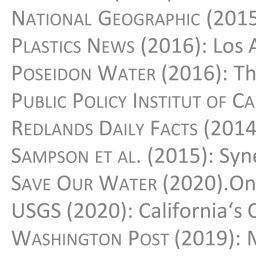 NATIONAL GEOGRAPHIC (2015
PLASTICS NEWS (2016): Los
POSEIDON WATER (2016): Th
PUBLIC POLICY INSTITUT OF CA
REDLANDS DAILY FACTS (2014
SAMPSON ET AL. (2015): Syne
SAVE OUR WATER (2020).On
USGS (2020): California‘s
WASHINGTON POST (2019):